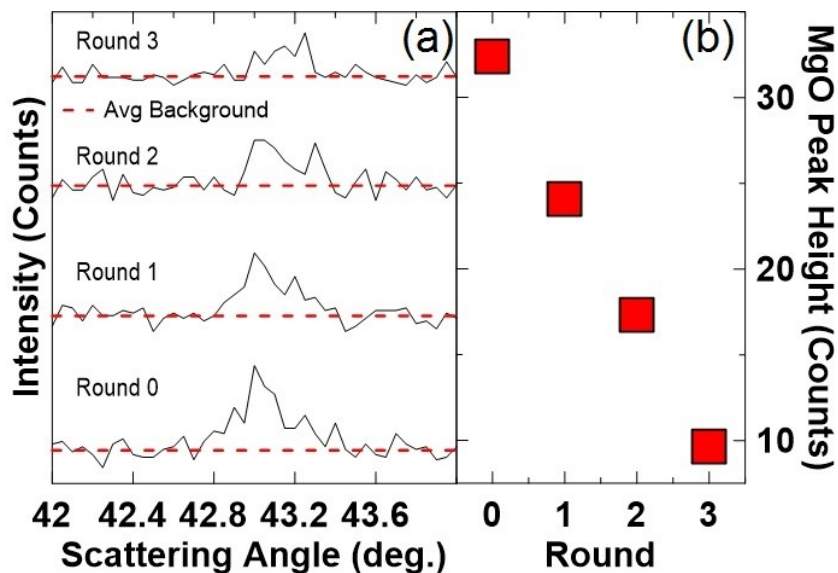 (a)
Round 3
Avg Background
Round 2
Round 1
Round 0
Intensity (Counts)
42 42.4 42.8 43.2 43.6
Scattering Angle (deg.)
(b)
30
20
10
MgO Peak Height (Counts)
0 1 2 3
Round